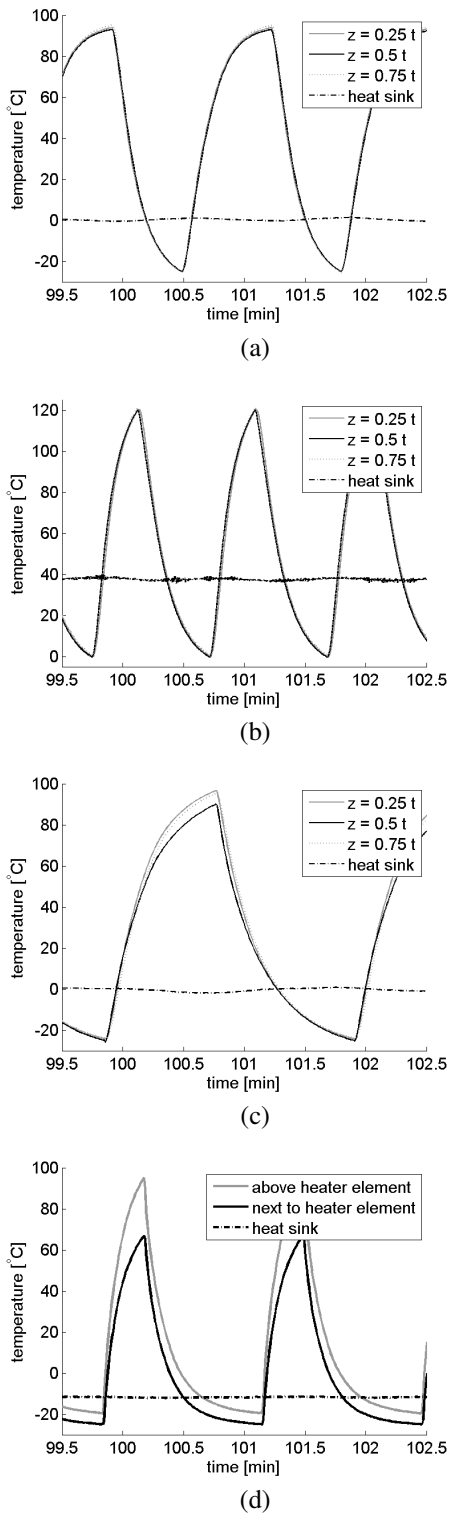 100
80
60
40
20
0
-20
temperature [°C]
z = 0.25 t
z = 0.5 t
z = 0.75 t
heat sink
99.5 100 100.5 101 101.5 102 102.5
time [min]
(a)
120
100
80
60
40
20
0
temperature [°C]
z = 0.25 t
z = 0.5 t
z = 0.75 t
heat sink
99.5 100 100.5 101 101.5 102 102.5
time [min]
(b)
100
80
60
40
20
0
-20
temperature [°C]
z = 0.25 t
z = 0.5 t
z = 0.75 t
heat sink
99.5 100 100.5 101 101.5 102 102.5
time [min]
(c)
100
80
60
40
20
0
-20
temperature [°C]
above heater element
next to heater element
heat sink
99.5 100 100.5 101 101.5 102 102.5
time [min]
(d)